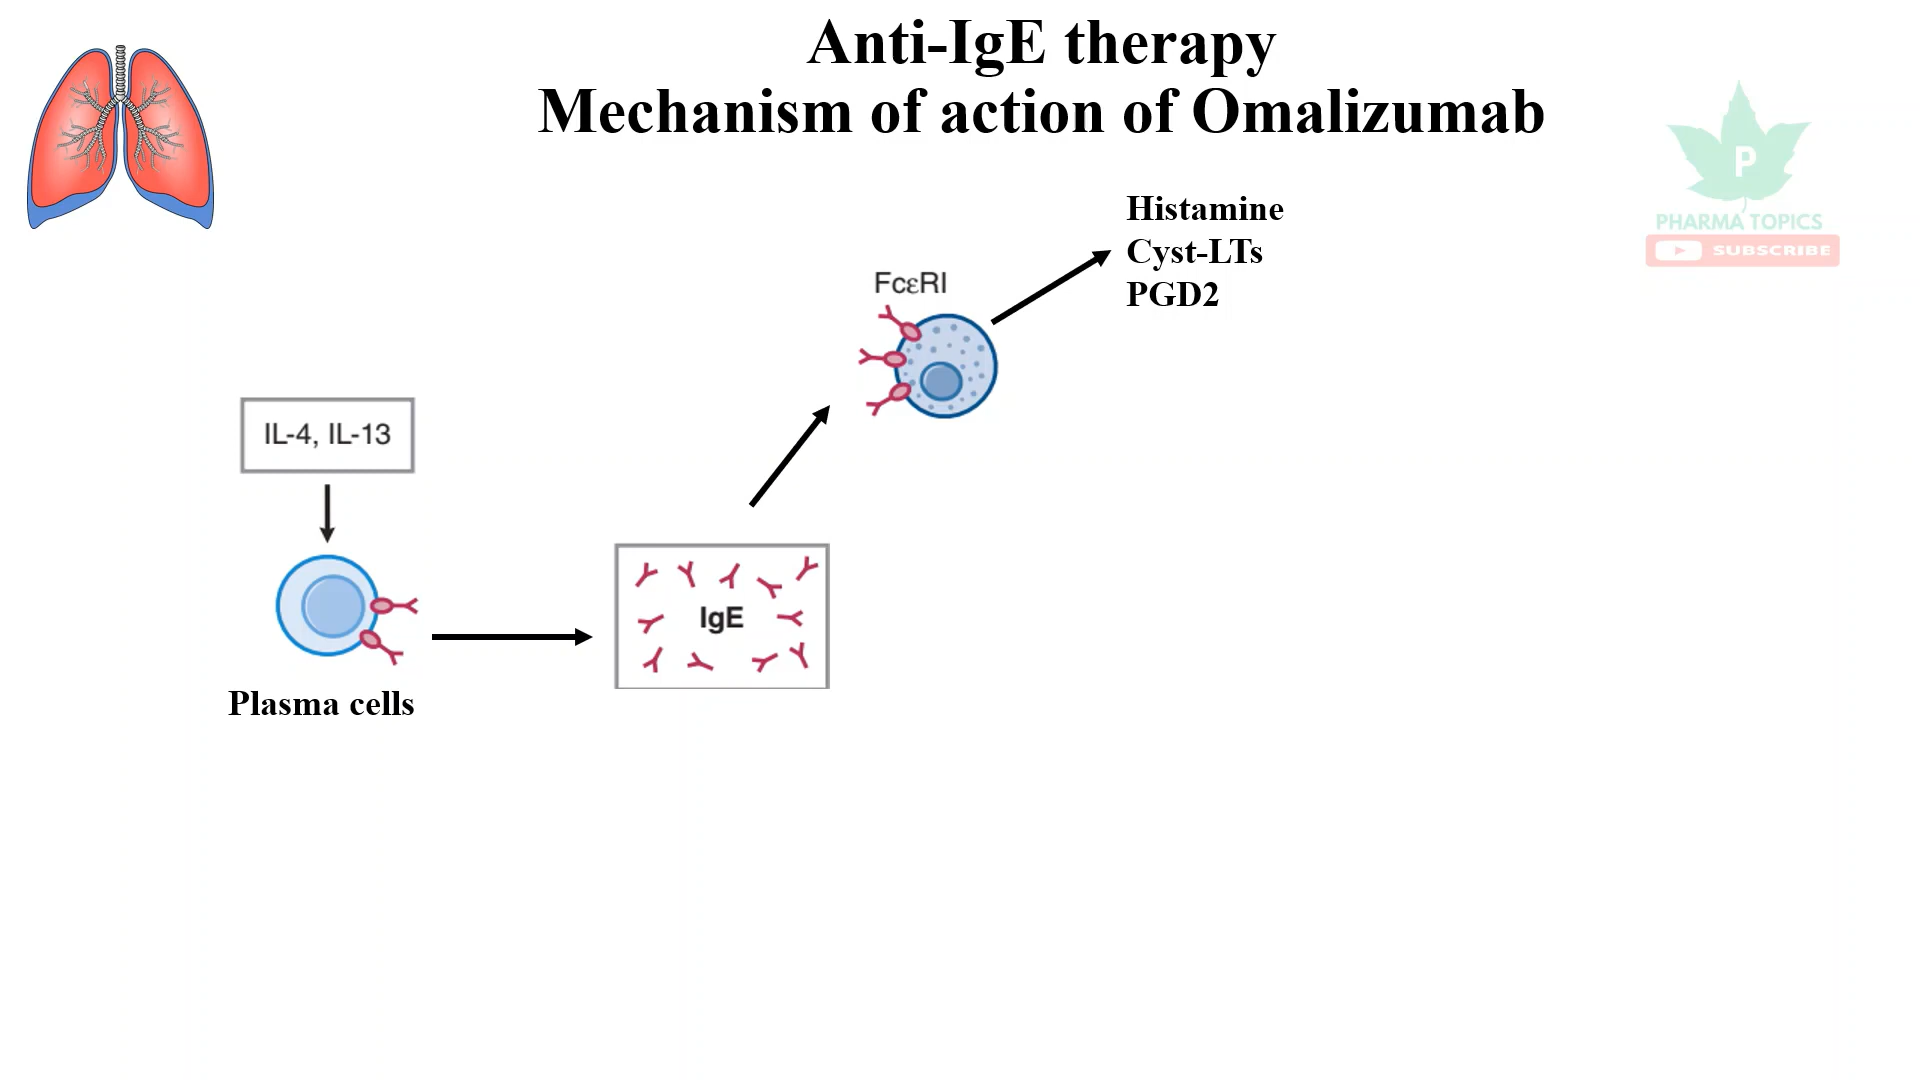 Anti-IgE therapy
Mechanism of action of Omalizumab
P
PHARMA TOPICS
SUBSCRIBE
Histamine
Cyst-LTs
PGD2
FcεRI
IL-4, IL-13
IgE
Plasma cells